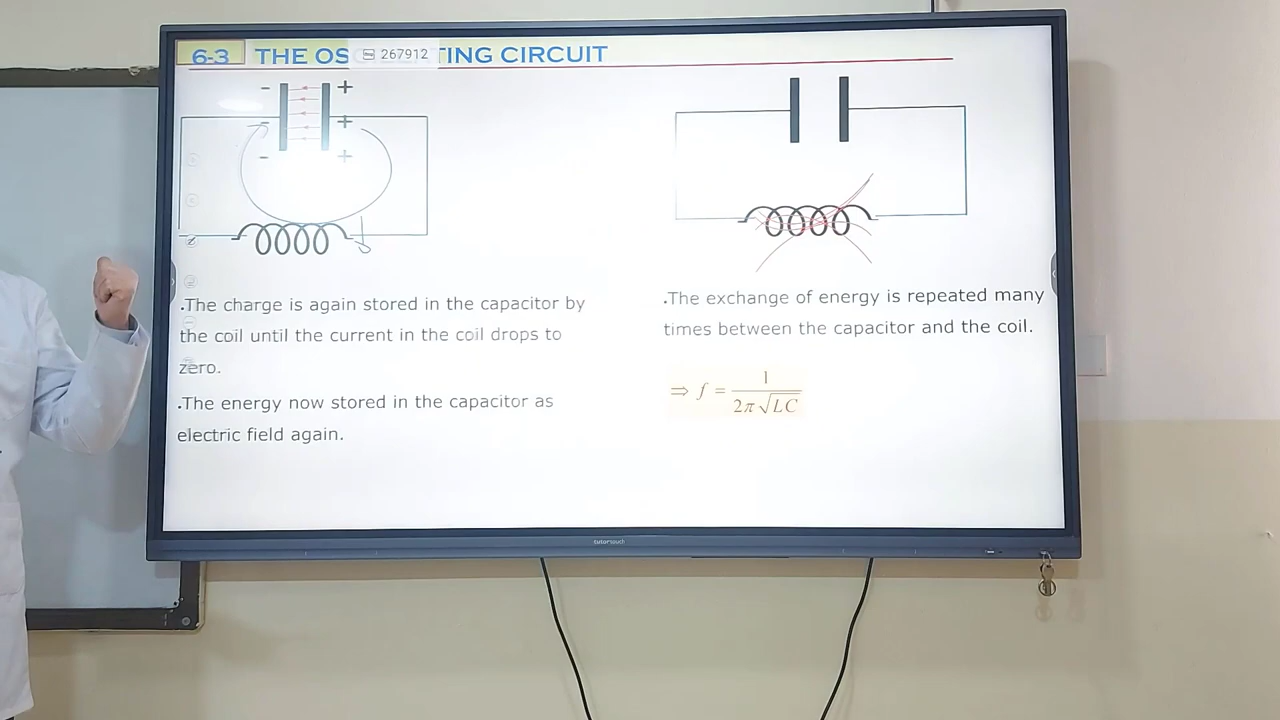 6-3 THE OS TING CIRCUIT
267912
- +
- +
- +
.The charge is again stored in the capacitor by
the coil until the current in the coil drops to
zero.
.The energy now stored in the capacitor as
electric field again.
.The exchange of energy is repeated many
times between the capacitor and the coil.
⇒ f = 1 / 2π√LC
tutortouch